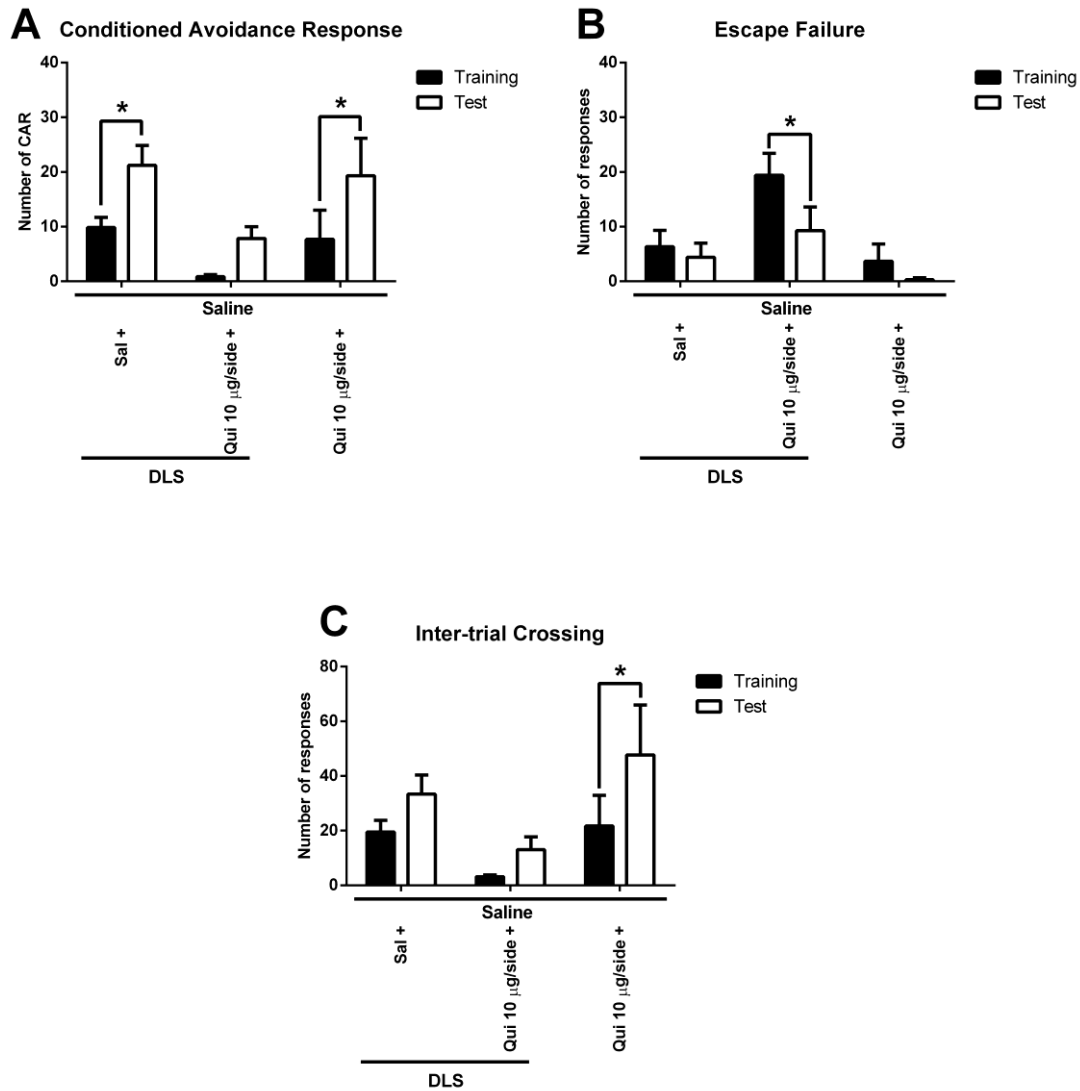 A Conditioned Avoidance Response
Number of CAR
40
30
20
10
0
*
*
Training
Test
Saline
Sal +
Qui 10 μg/side +
Qui 10 μg/side +
DLS
B Escape Failure
Number of responses
40
30
20
10
0
*
Training
Test
Saline
Sal +
Qui 10 μg/side +
Qui 10 μg/side +
DLS
C Inter-trial Crossing
Number of responses
80
60
40
20
0
*
Training
Test
Saline
Sal +
Qui 10 μg/side +
Qui 10 μg/side +
DLS